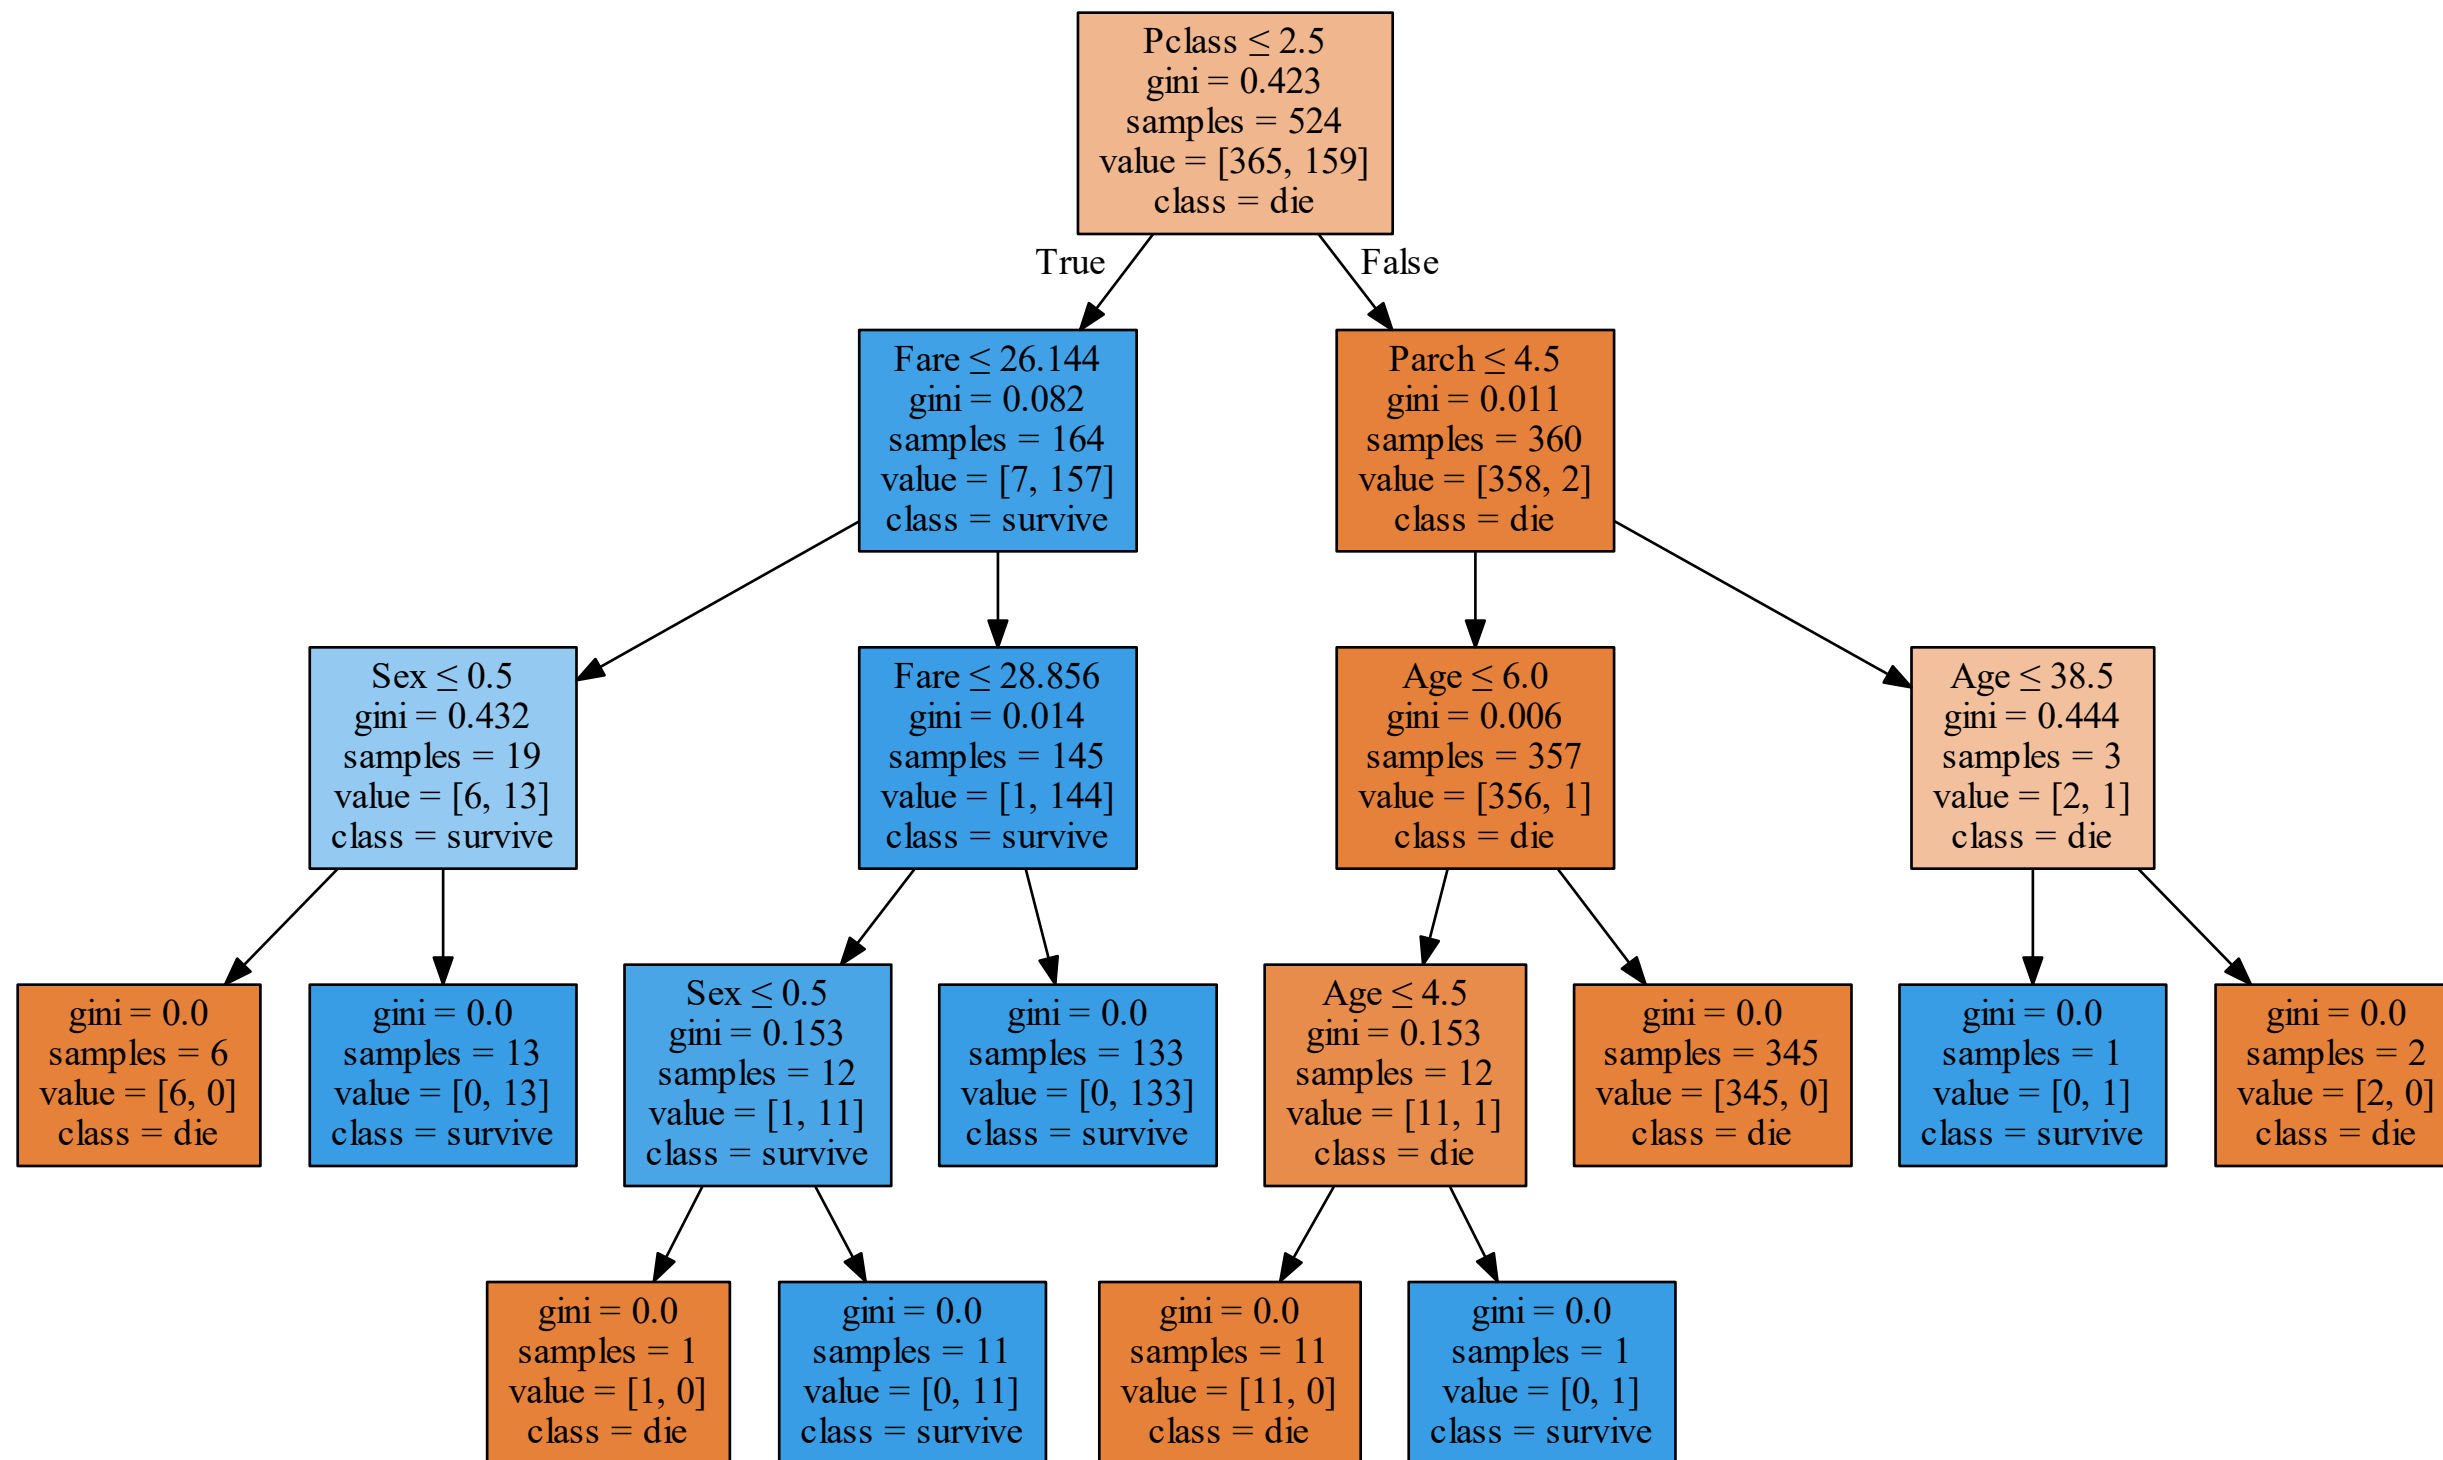 Pclass ≤ 2.5
gini = 0.423
samples = 524
value = [365, 159]
class = die
True
False
Fare ≤ 26.144
gini = 0.082
samples = 164
value = [7, 157]
class = survive
Parch ≤ 4.5
gini = 0.011
samples = 360
value = [358, 2]
class = die
Sex ≤ 0.5
gini = 0.432
samples = 19
value = [6, 13]
class = survive
Fare ≤ 28.856
gini = 0.014
samples = 145
value = [1, 144]
class = survive
Age ≤ 6.0
gini = 0.006
samples = 357
value = [356, 1]
class = die
Age ≤ 38.5
gini = 0.444
samples = 3
value = [2, 1]
class = die
gini = 0.0
samples = 6
value = [6, 0]
class = die
gini = 0.0
samples = 13
value = [0, 13]
class = survive
Sex ≤ 0.5
gini = 0.153
samples = 12
value = [1, 11]
class = survive
gini = 0.0
samples = 133
value = [0, 133]
class = survive
Age ≤ 4.5
gini = 0.153
samples = 12
value = [11, 1]
class = die
gini = 0.0
samples = 345
value = [345, 0]
class = die
gini = 0.0
samples = 1
value = [0, 1]
class = survive
gini = 0.0
samples = 2
value = [2, 0]
class = die
gini = 0.0
samples = 1
value = [1, 0]
class = die
gini = 0.0
samples = 11
value = [0, 11]
class = survive
gini = 0.0
samples = 11
value = [11, 0]
class = die
gini = 0.0
samples = 1
value = [0, 1]
class = survive